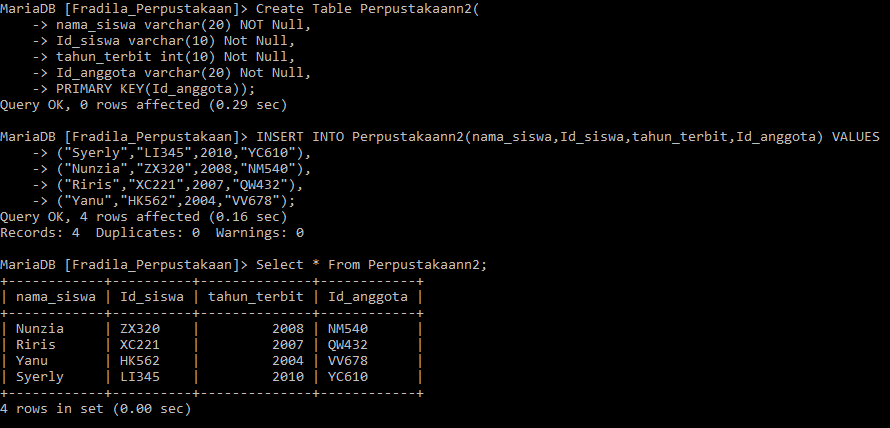 MariaDB [Fradila_Perpustakaan]> Create Table Perpustakaann2(
    -> nama_siswa varchar(20) NOT Null,
    -> Id_siswa varchar(10) Not Null,
    -> tahun_terbit int(10) Not Null,
    -> Id_anggota varchar(20) Not Null,
    -> PRIMARY KEY(Id_anggota));
Query OK, 0 rows affected (0.29 sec)

MariaDB [Fradila_Perpustakaan]> INSERT INTO Perpustakaann2(nama_siswa,Id_siswa,tahun_terbit,Id_anggota) VALUES
    -> ("Syerly","LI345",2010,"YC610"),
    -> ("Nunzia","ZX320",2008,"NM540"),
    -> ("Riris","XC221",2007,"QW432"),
    -> ("Yanu","HK562",2004,"VV678");
Query OK, 4 rows affected (0.16 sec)
Records: 4  Duplicates: 0  Warnings: 0

MariaDB [Fradila_Perpustakaan]> Select * From Perpustakaann2;
+------------+----------+--------------+------------+
| nama_siswa | Id_siswa | tahun_terbit | Id_anggota |
+------------+----------+--------------+------------+
| Nunzia     | ZX320    |         2008 | NM540      |
| Riris      | XC221    |         2007 | QW432      |
| Yanu       | HK562    |         2004 | VV678      |
| Syerly     | LI345    |         2010 | YC610      |
+------------+----------+--------------+------------+
4 rows in set (0.00 sec)